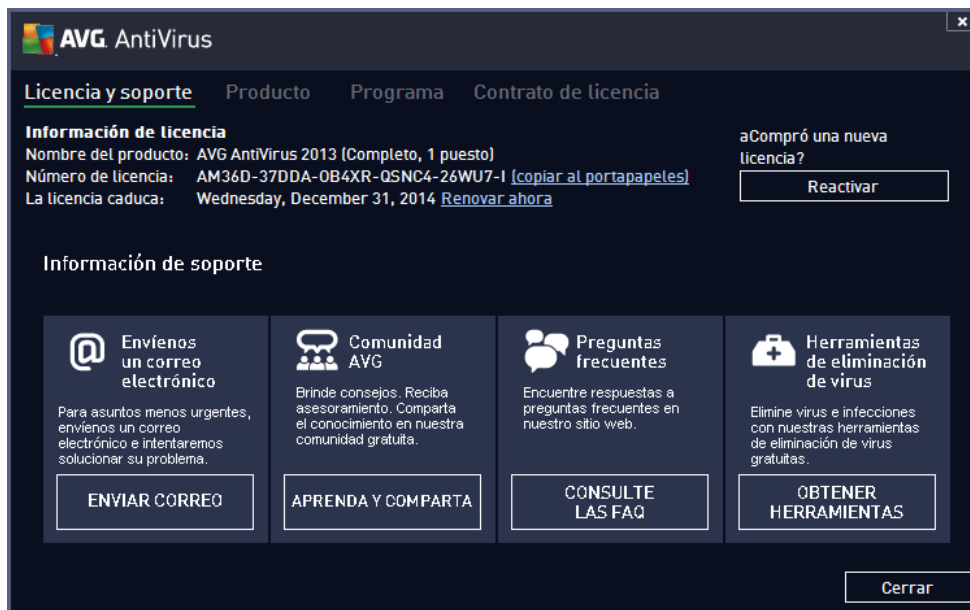 AVG. AntiVirus
x
Licencia y soporte Producto Programa Contrato de licencia
Información de licencia
Nombre del producto: AVG AntiVirus 2013 (Completo, 1 puesto)
Número de licencia: AM36D-37DDA-OB4XR-QSNC4-26WU7-I (copiar al portapapeles)
La licencia caduca: Wednesday, December 31, 2014 Renovar ahora
aCompró una nueva
licencia?
Reactivar
Información de soporte
Envíenos
un correo
electrónico
Para asuntos menos urgentes,
envíenos un correo
electrónico e intentaremos
solucionar su problema.
ENVIAR CORREO
Comunidad
AVG
Brinde consejos. Reciba
asesoramiento. Comparta
el conocimiento en nuestra
comunidad gratuita.
APRENDA Y COMPARTA
Preguntas
frecuentes
Encuentre respuestas a
preguntas frecuentes en
nuestro sitio web.
CONSULTE
LAS FAQ
Herramientas
de eliminación
de virus
Elimine virus e infecciones
con nuestras herramientas
de eliminación de virus
gratuitas.
OBTENER
HERRAMIENTAS
Cerrar